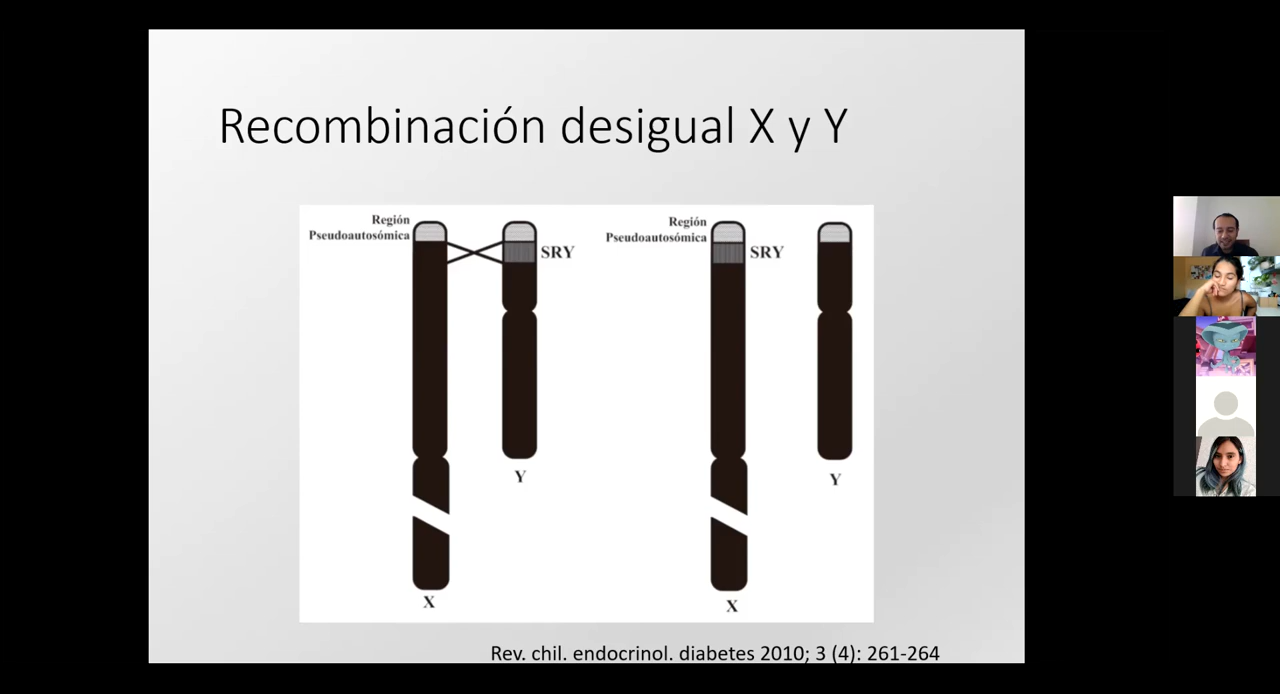 Recombinación desigual X y Y
Región
Pseudoautosómica
SRY
Y
X
Región
Pseudoautosómica
SRY
Y
X
Rev. chil. endocrinol. diabetes 2010; 3 (4): 261-264